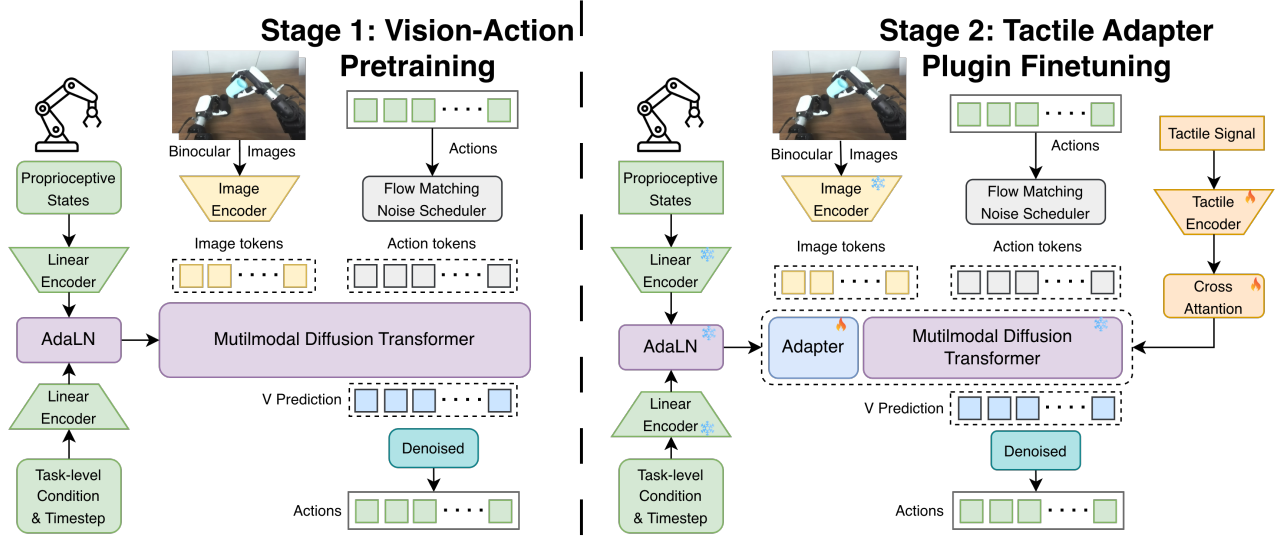 Stage 1: Vision-Action
Pretraining
Binocular Images
Actions
Proprioceptive
States
Image
Encoder
Flow Matching
Noise Scheduler
Image tokens
Action tokens
Linear
Encoder
AdaLN
Mutilmodal Diffusion Transformer
Linear
Encoder
V Prediction
Denoised
Task-level
Condition
& Timestep
Actions
Stage 2: Tactile Adapter
Plugin Finetuning
Binocular Images
Actions
Tactile Signal
Proprioceptive
States
Image
Encoder
Flow Matching
Noise Scheduler
Tactile
Encoder
Image tokens
Action tokens
Linear
Encoder
Cross
Attantion
AdaLN
Adapter
Mutilmodal Diffusion
Transformer
Linear
Encoder
V Prediction
Denoised
Task-level
Condition
& Timestep
Actions